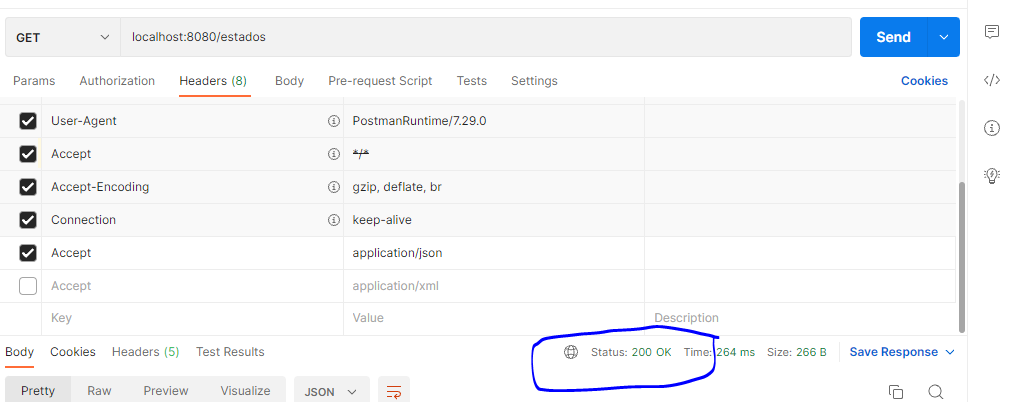 GET localhost:8080/estados Send
Params Authorization Headers (8) Body Pre-request Script Tests Settings Cookies
User-Agent PostmanRuntime/7.29.0
Accept */*
Accept-Encoding gzip, deflate, br
Connection keep-alive
Accept application/json
Accept application/xml
Key Value Description
Body Cookies Headers (5) Test Results Status: 200 OK Time: 264 ms Size: 266 B Save Response
Pretty Raw Preview Visualize JSON